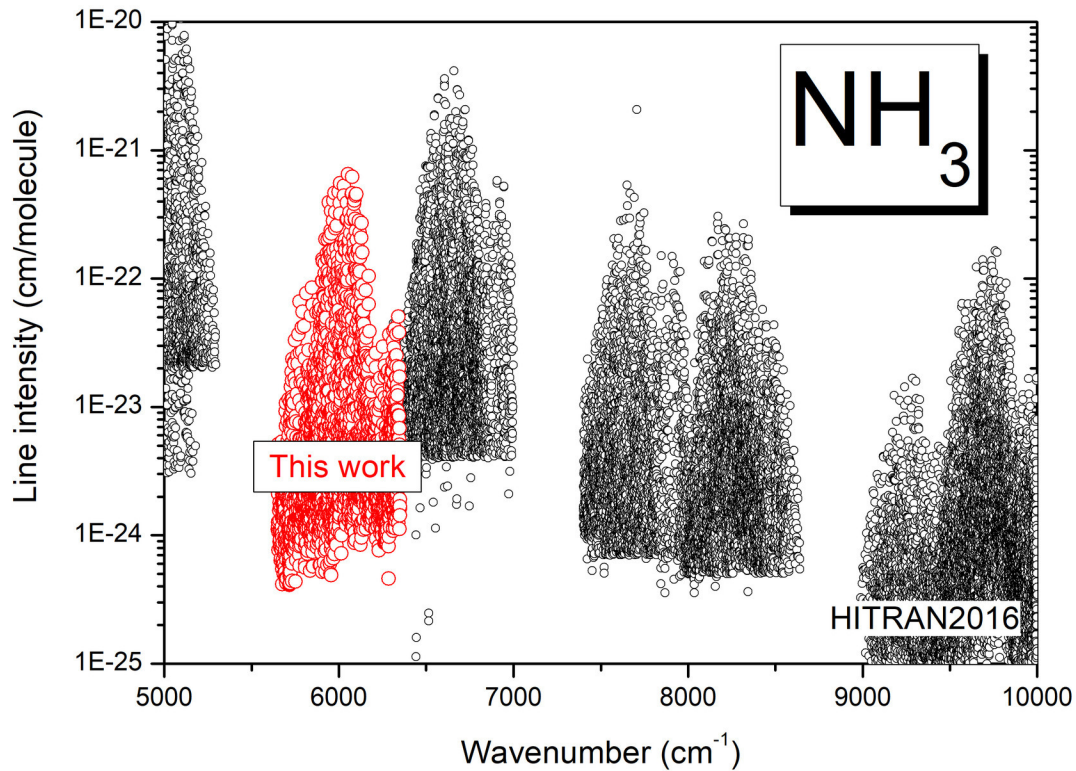 1E-20
1E-21
1E-22
1E-23
1E-24
1E-25
Line intensity (cm/molecule)
NH₃
This work
HITRAN2016
5000 6000 7000 8000 9000 10000
Wavenumber (cm⁻¹)